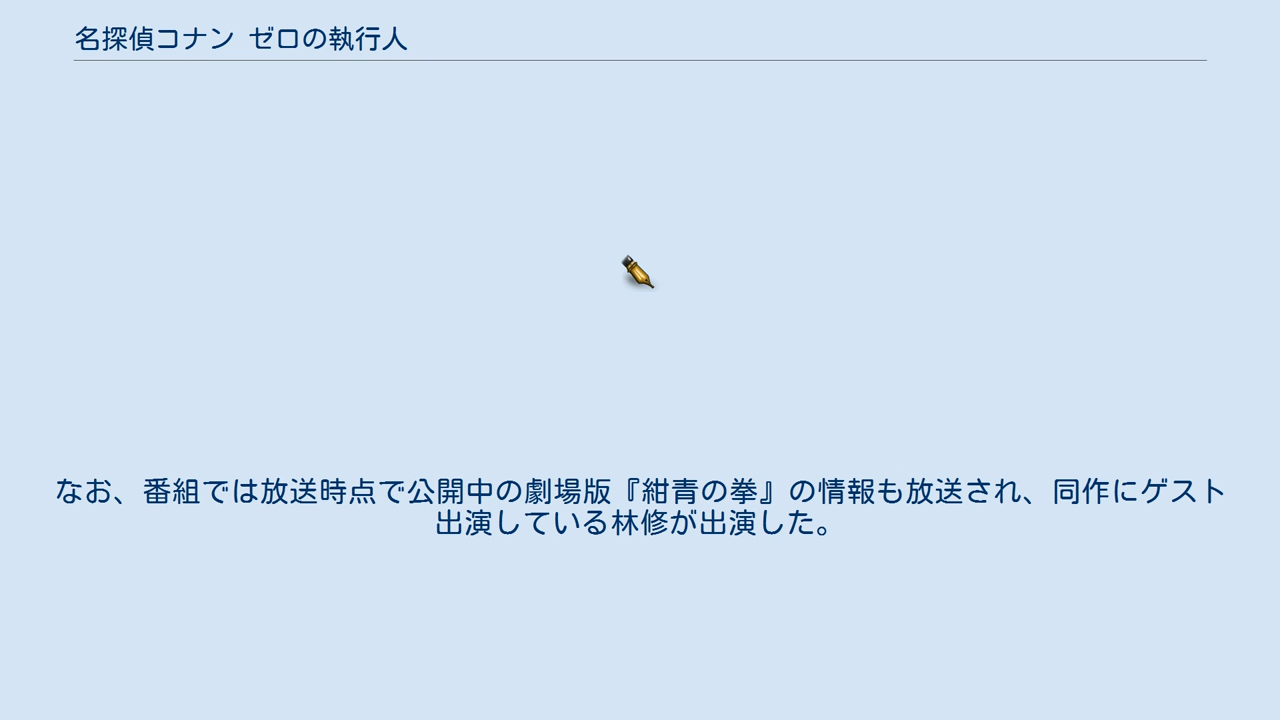 名探偵コナン ゼロの執行人
なお、番組では放送時点で公開中の劇場版『紺青の拳』の情報も放送され、同作にゲスト
出演している林修が出演した。